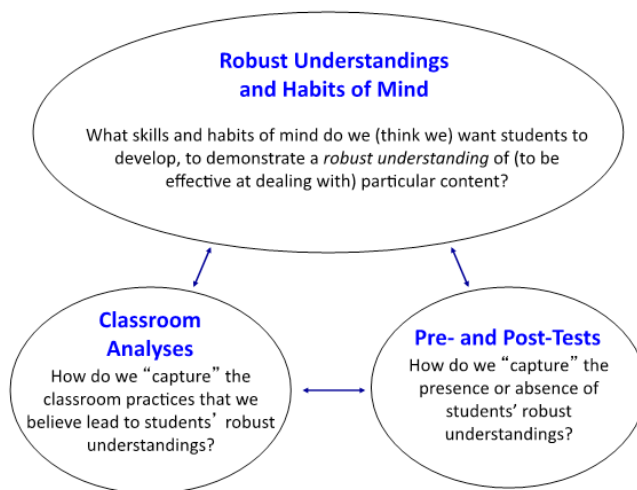 Robust Understandings
and Habits of Mind
What skills and habits of mind do we (think we) want students to
develop, to demonstrate a robust understanding of (to be
effective at dealing with) particular content?
Classroom
Analyses
How do we “capture” the
classroom practices that we
believe lead to students’ robust
understandings?
Pre- and Post-Tests
How do we “capture” the
presence or absence of
students’ robust
understandings?